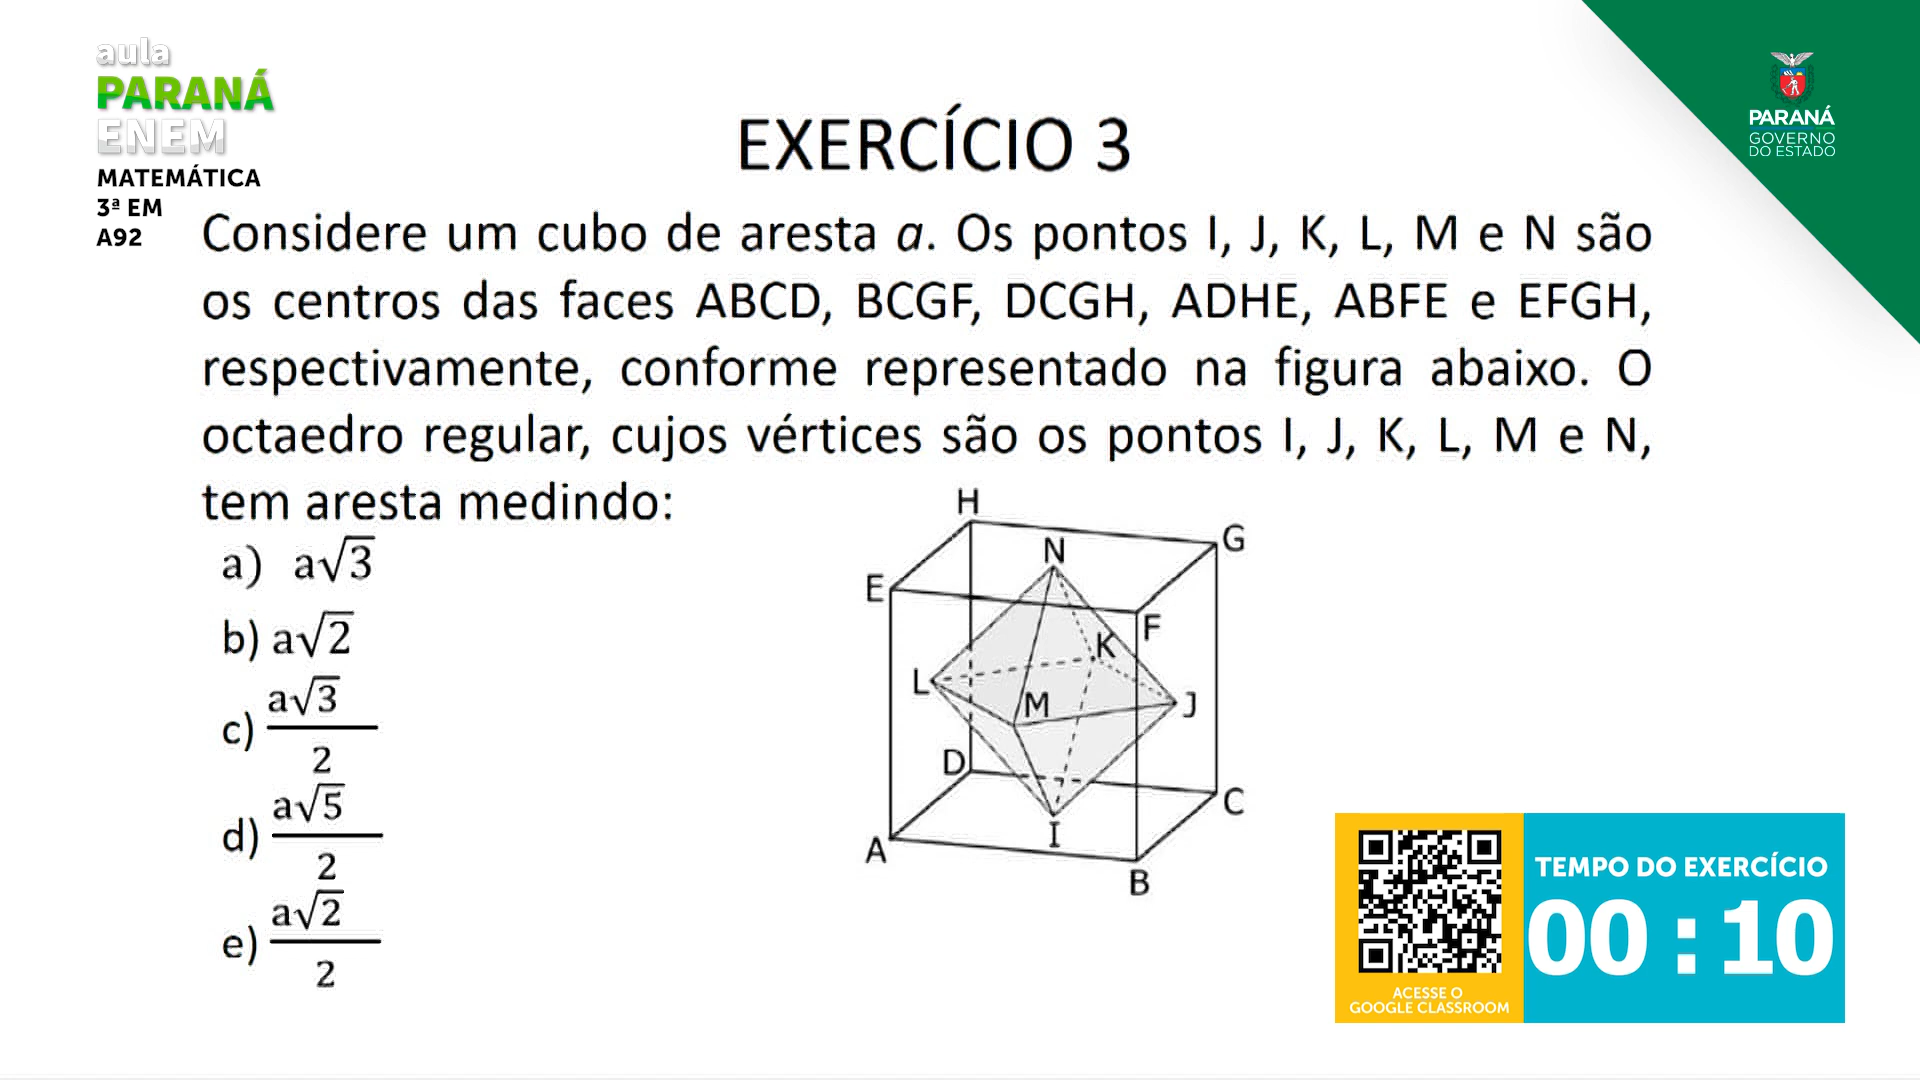 aula
PARANÁ
ENEM
MATEMÁTICA
3ª EM
A92
PARANÁ
GOVERNO
DO ESTADO
EXERCÍCIO 3
Considere um cubo de aresta a. Os pontos I, J, K, L, M e N são
os centros das faces ABCD, BCGF, DCGH, ADHE, ABFE e EFGH,
respectivamente, conforme representado na figura abaixo. O
octaedro regular, cujos vértices são os pontos I, J, K, L, M e N,
tem aresta medindo:
a) a√3
b) a√2
c) a√3
2
d) a√5
2
e) a√2
2
H
G
N
E
F
K
L
M
J
D
C
I
A
B
TEMPO DO EXERCÍCIO
00 : 10
ACESSE O
GOOGLE CLASSROOM